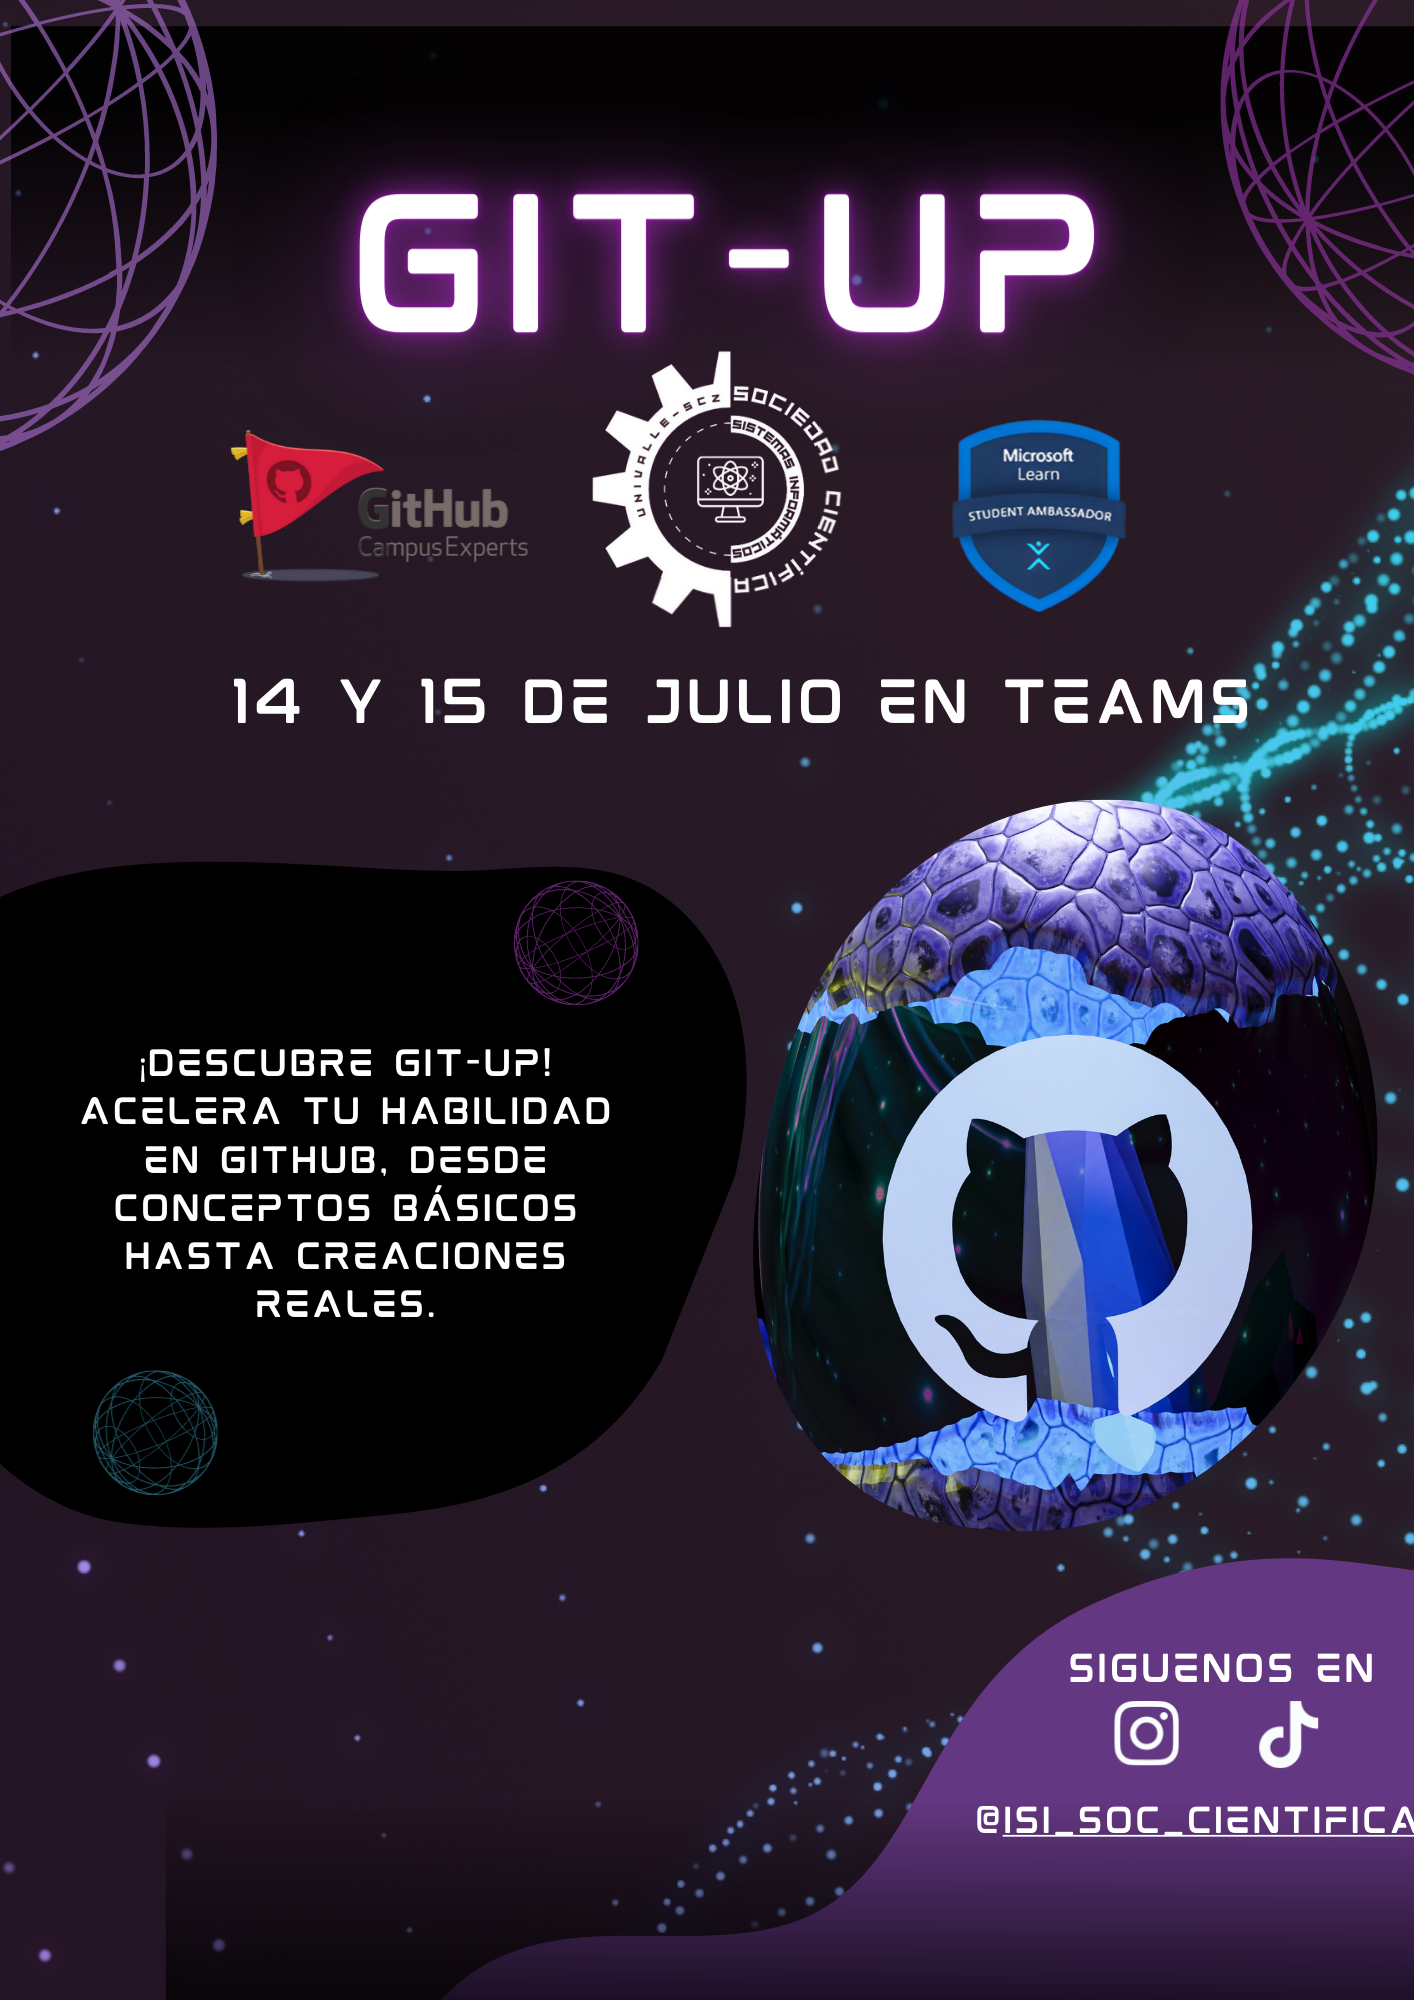 GIT-UP
GitHub
Campus Experts
UNIVALLE-SCZ
SOCIEDAD CIENTÍFICA
SISTEMAS INFORMÁTICOS
Microsoft
Learn
STUDENT AMBASSADOR
14 Y 15 DE JULIO EN TEAMS
¡DESCUBRE GIT-UP!
ACELERA TU HABILIDAD
EN GITHUB, DESDE
CONCEPTOS BÁSICOS
HASTA CREACIONES
REALES.
SIGUENOS EN
@ISI_SOC_CIENTIFICA